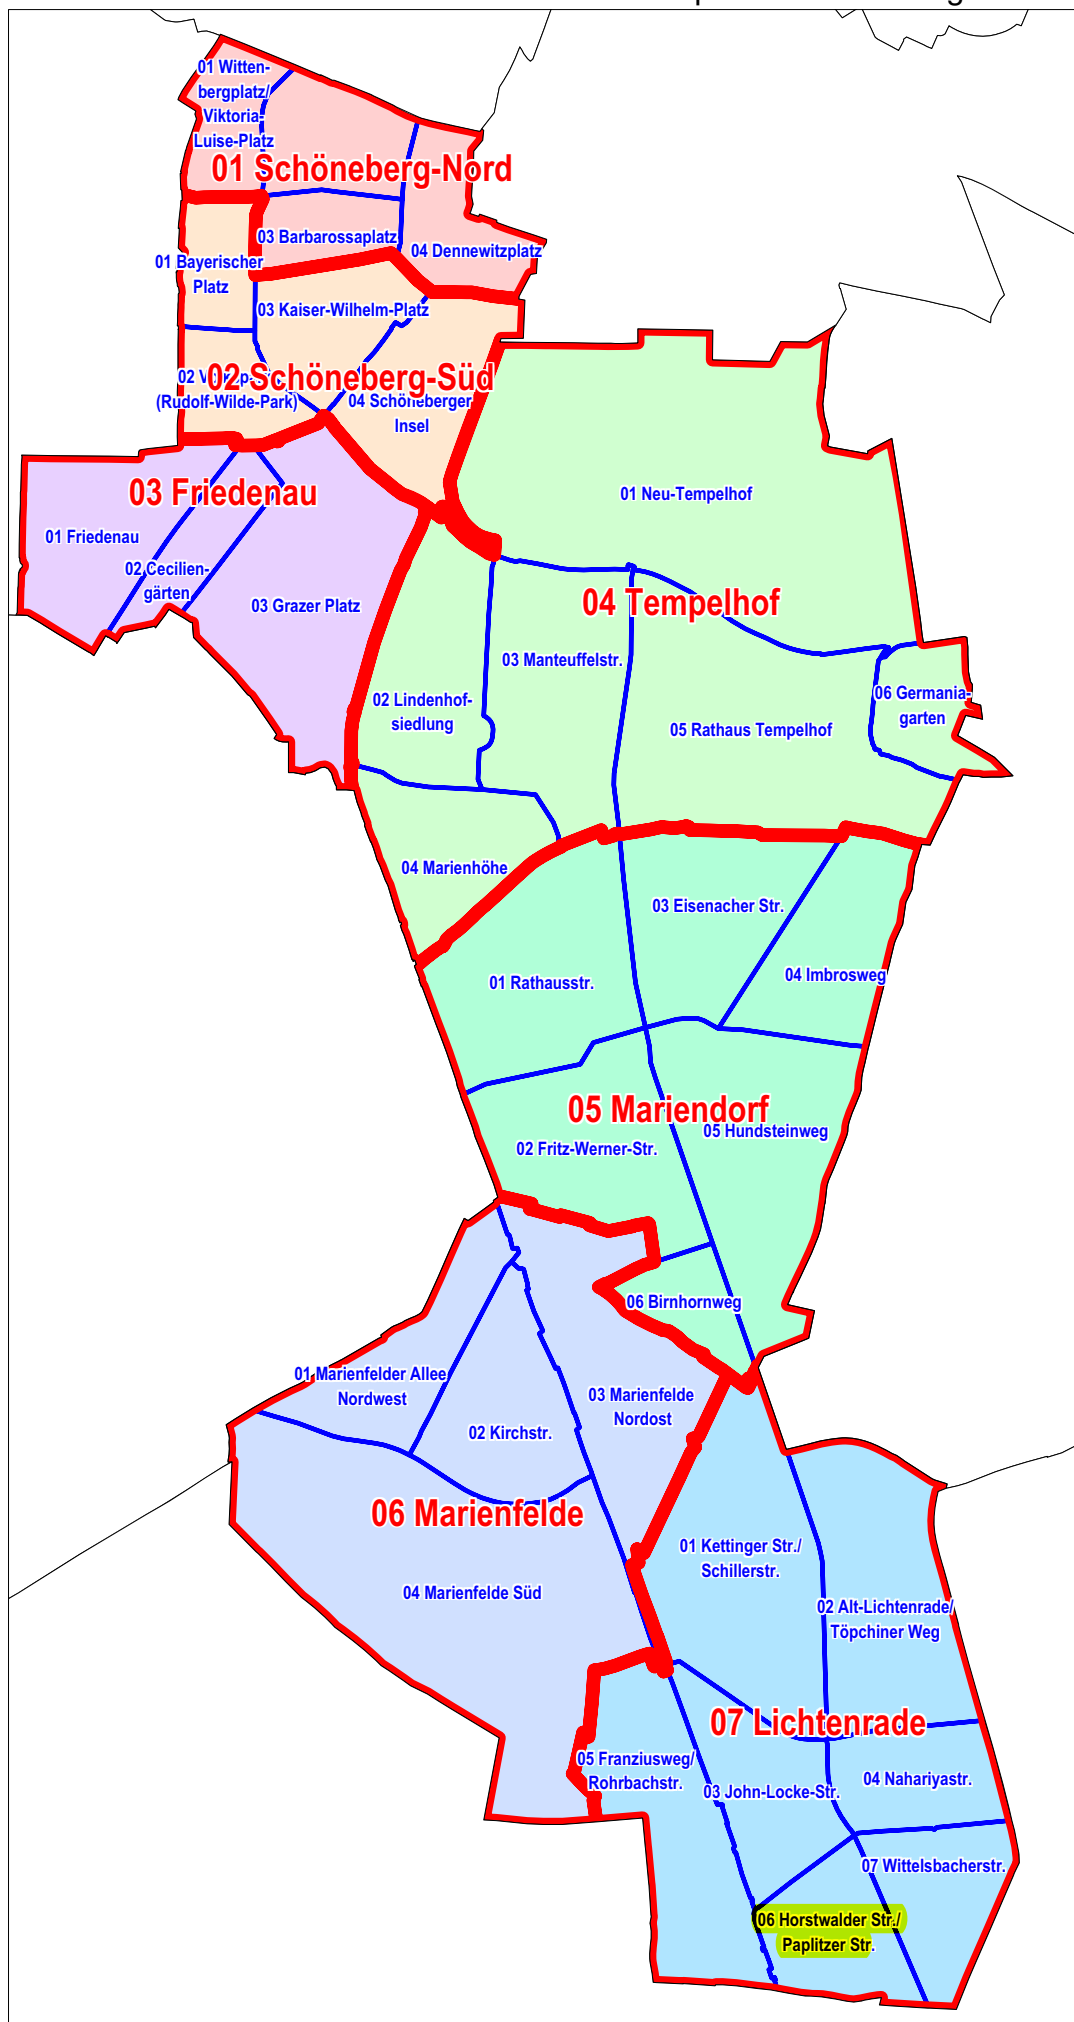 01 Witten-
bergplatz/
Viktoria-
Luise-Platz
01 Schöneberg-Nord
03 Barbarossaplatz
04 Dennewitzplatz
01 Bayerischer
Platz
03 Kaiser-Wilhelm-Platz
02 Schöneberg-Süd
02
(Rudolf-Wilde-Park)
04 Schöneberger
Insel
03 Friedenau
01 Friedenau
02 Cecilien-
gärten
03 Grazer Platz
01 Neu-Tempelhof
04 Tempelhof
03 Manteuffelstr.
02 Lindenhof-
siedlung
05 Rathaus Tempelhof
06 Germania-
garten
04 Marienhöhe
03 Eisenacher Str.
01 Rathausstr.
04 Imbrosweg
05 Mariendorf
05 Hundsteinweg
02 Fritz-Werner-Str.
06 Birnhornweg
01 Marienfelder Allee
Nordwest
03 Marienfelde
Nordost
02 Kirchstr.
06 Marienfelde
04 Marienfelde Süd
01 Kettinger Str./
Schillerstr.
02 Alt-Lichtenrade/
Töpchiner Weg
07 Lichtenrade
05 Franziusweg/
Rohrbachstr.
03 John-Locke-Str.
04 Nahariyastr.
07 Wittelsbacherstr.
06 Horstwalder Str./
Paplitzer Str.